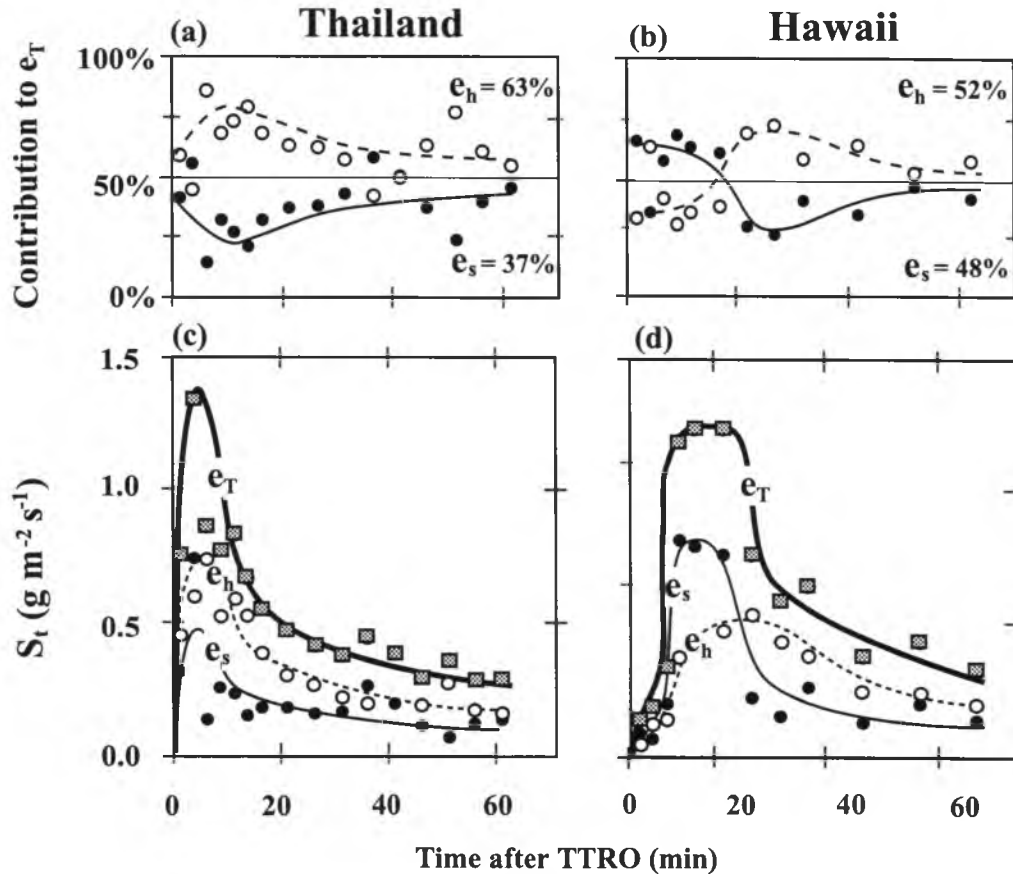 Thailand
Hawaii
(a)
(b)
Contribution to e_T
100%
50%
0%
e_h = 63%
e_s = 37%
e_h = 52%
e_s = 48%
(c)
(d)
S_t (g m⁻² s⁻¹)
1.5
1.0
0.5
0.0
e_T
e_h
e_s
e_T
e_s
e_h
0 20 40 60
0 20 40 60
Time after TTRO (min)